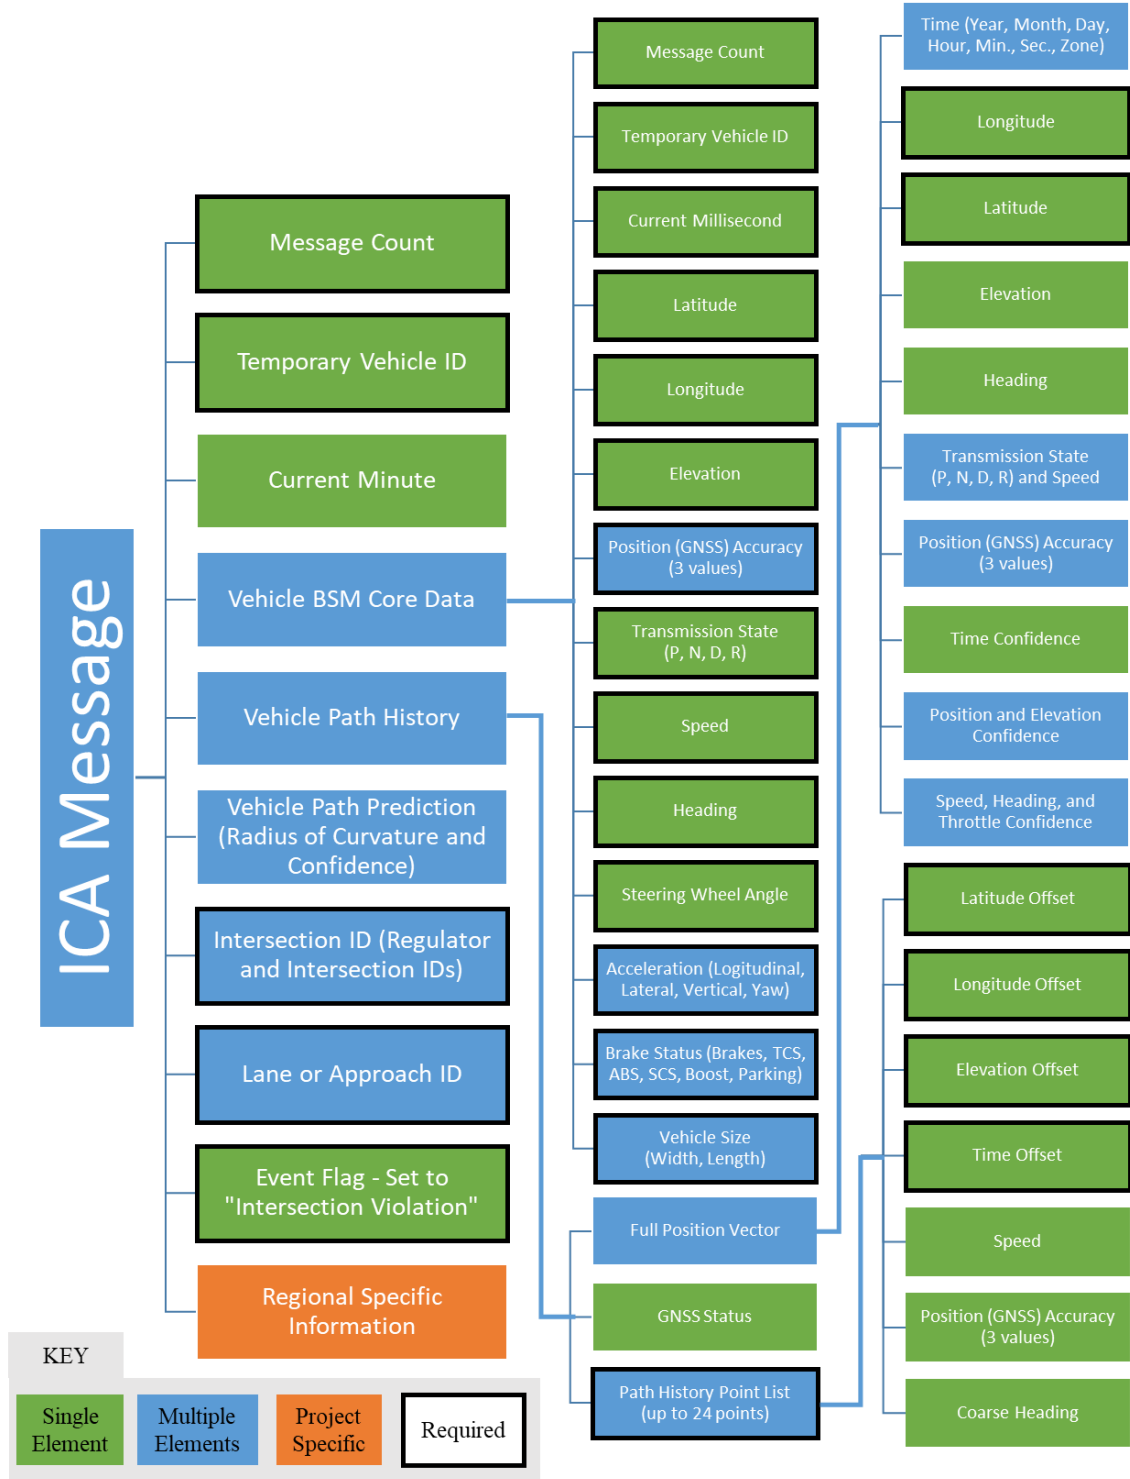 ICA Message
Message Count
Temporary Vehicle ID
Current Minute
Vehicle BSM Core Data
Vehicle Path History
Vehicle Path Prediction
(Radius of Curvature and
Confidence)
Intersection ID (Regulator
and Intersection IDs)
Lane or Approach ID
Event Flag - Set to
"Intersection Violation"
Regional Specific
Information
Message Count
Temporary Vehicle ID
Current Millisecond
Latitude
Longitude
Elevation
Position (GNSS) Accuracy
(3 values)
Transmission State
(P, N, D, R)
Speed
Heading
Steering Wheel Angle
Acceleration (Logitudinal,
Lateral, Vertical, Yaw)
Brake Status (Brakes, TCS,
ABS, SCS, Boost, Parking)
Vehicle Size
(Width, Length)
Full Position Vector
GNSS Status
Path History Point List
(up to 24 points)
Time (Year, Month, Day,
Hour, Min., Sec., Zone)
Longitude
Latitude
Elevation
Heading
Transmission State
(P, N, D, R) and Speed
Position (GNSS) Accuracy
(3 values)
Time Confidence
Position and Elevation
Confidence
Speed, Heading, and
Throttle Confidence
Latitude Offset
Longitude Offset
Elevation Offset
Time Offset
Speed
Position (GNSS) Accuracy
(3 values)
Coarse Heading
KEY
Single
Element
Multiple
Elements
Project
Specific
Required